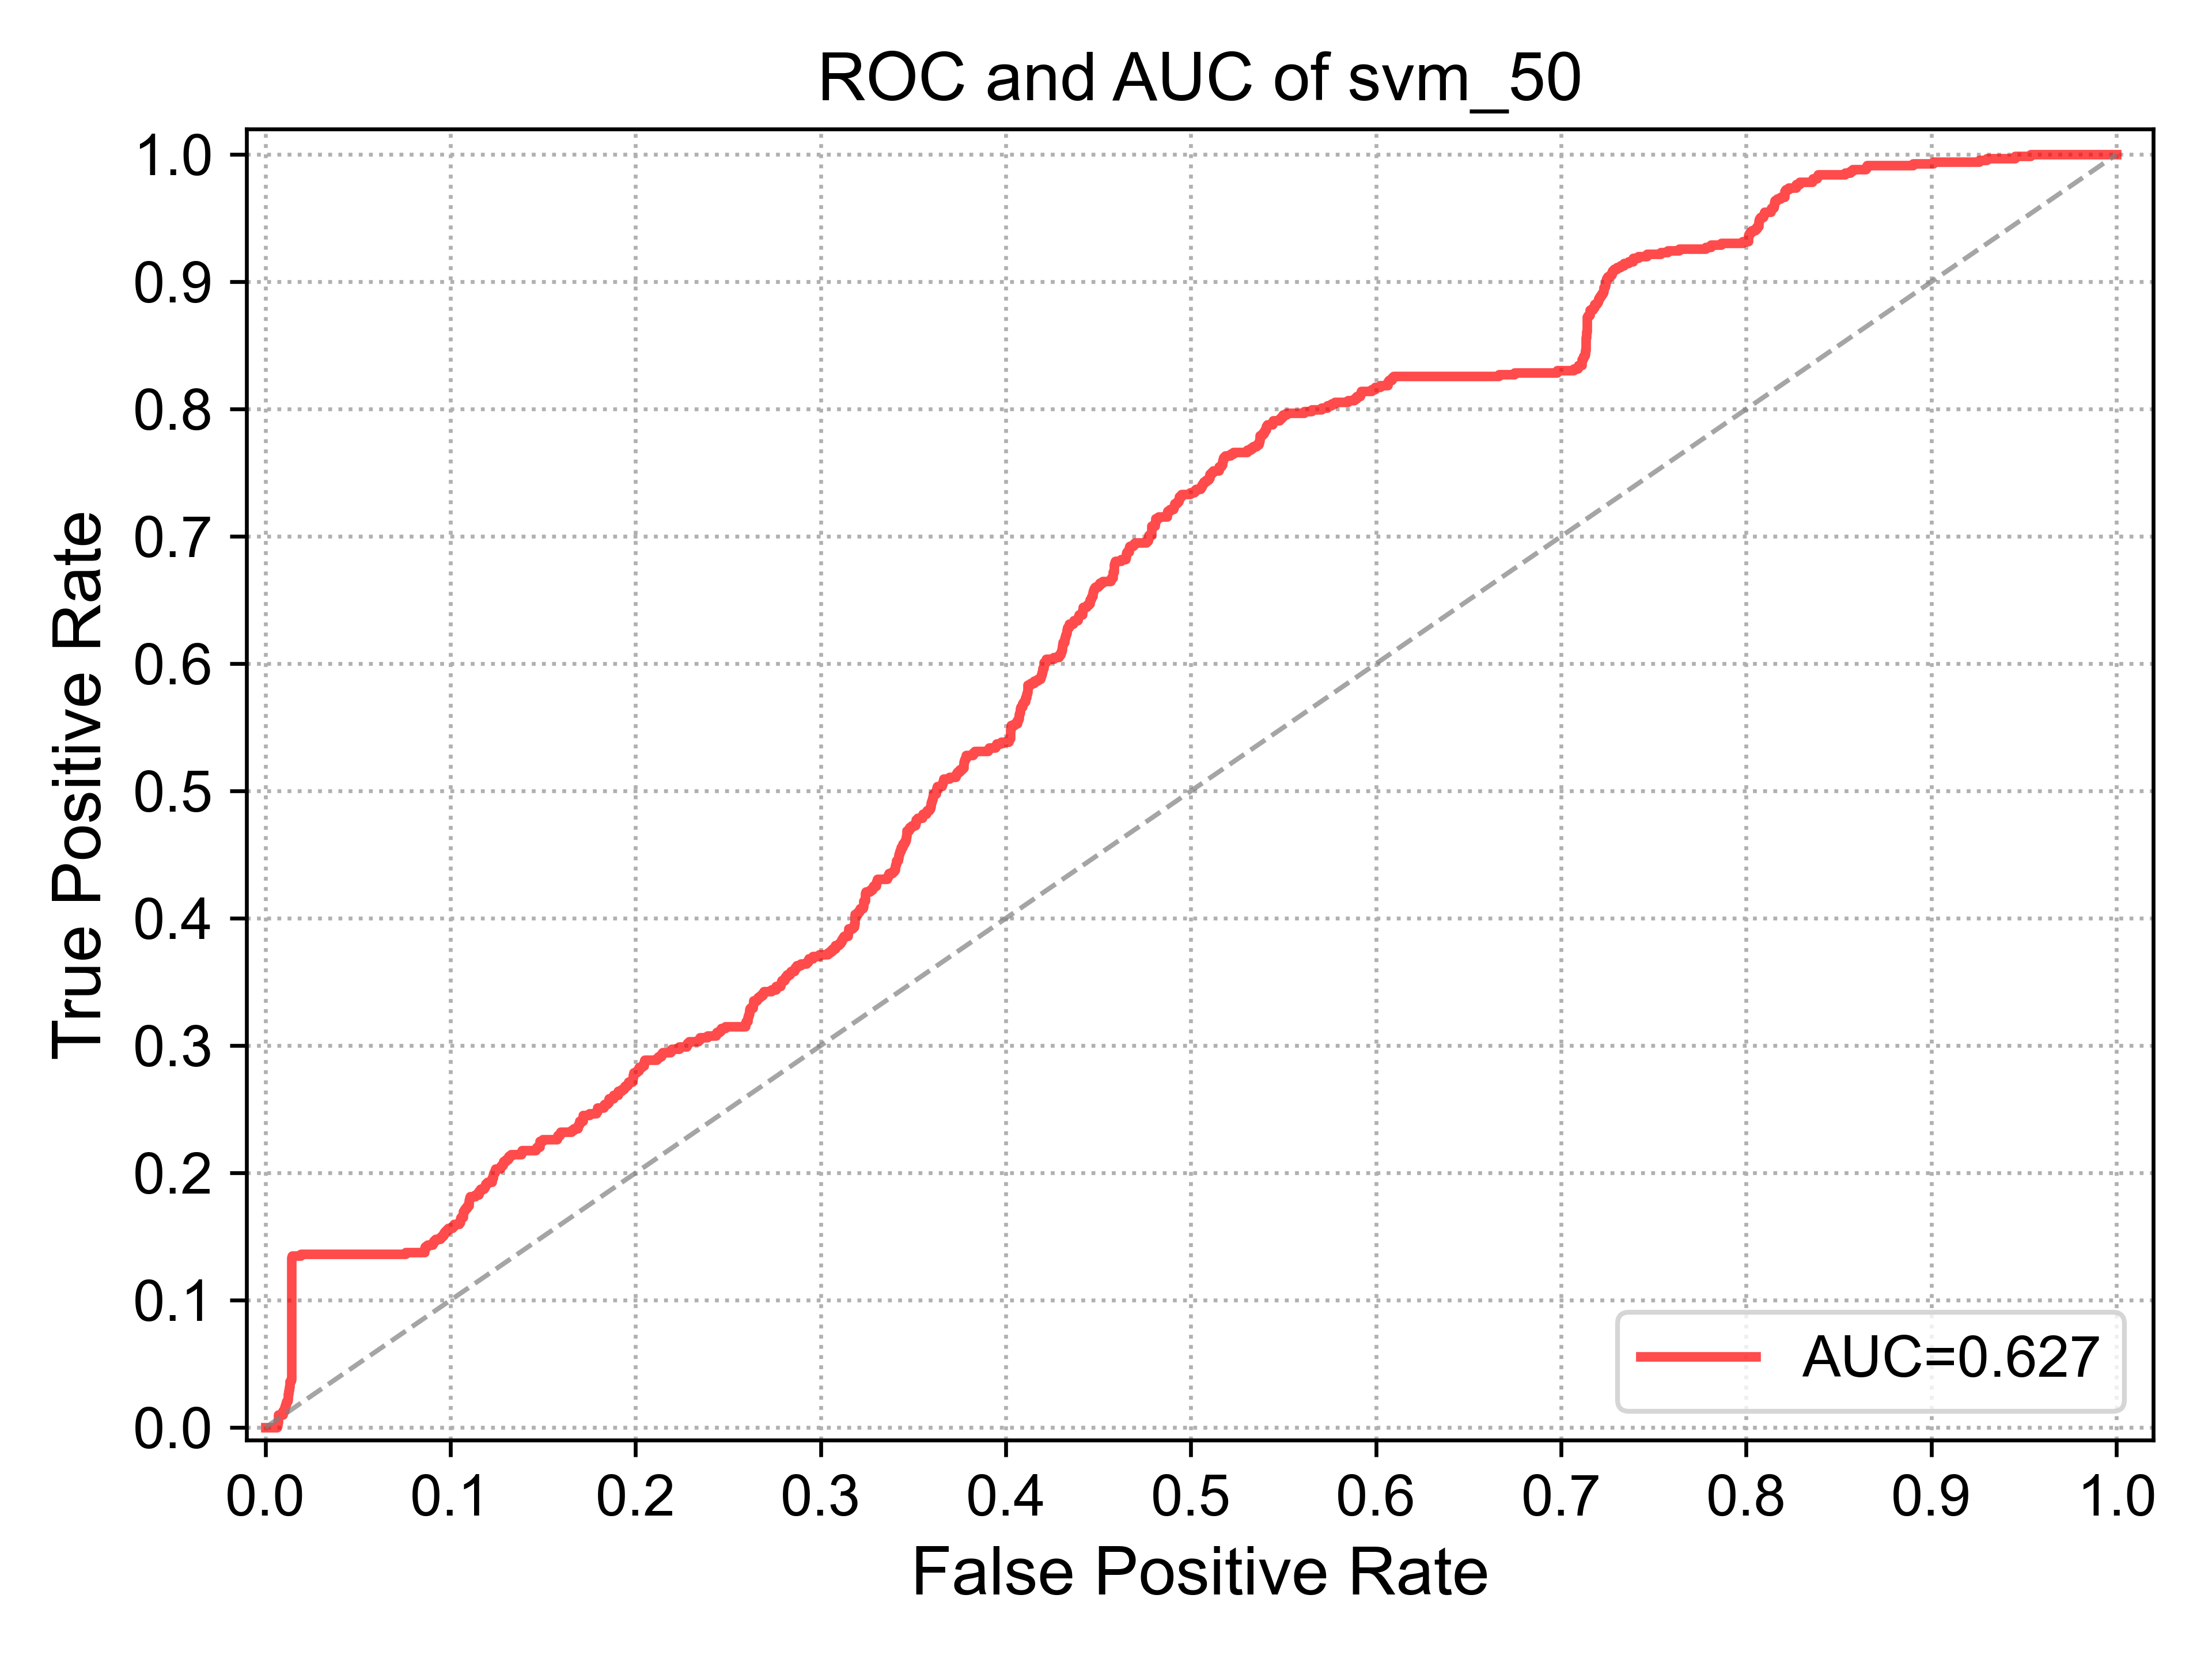 ROC and AUC of svm_50
1.0
0.9
0.8
0.7
0.6
0.5
0.4
0.3
0.2
0.1
0.0
True Positive Rate
AUC=0.627
0.0 0.1 0.2 0.3 0.4 0.5 0.6 0.7 0.8 0.9 1.0
False Positive Rate